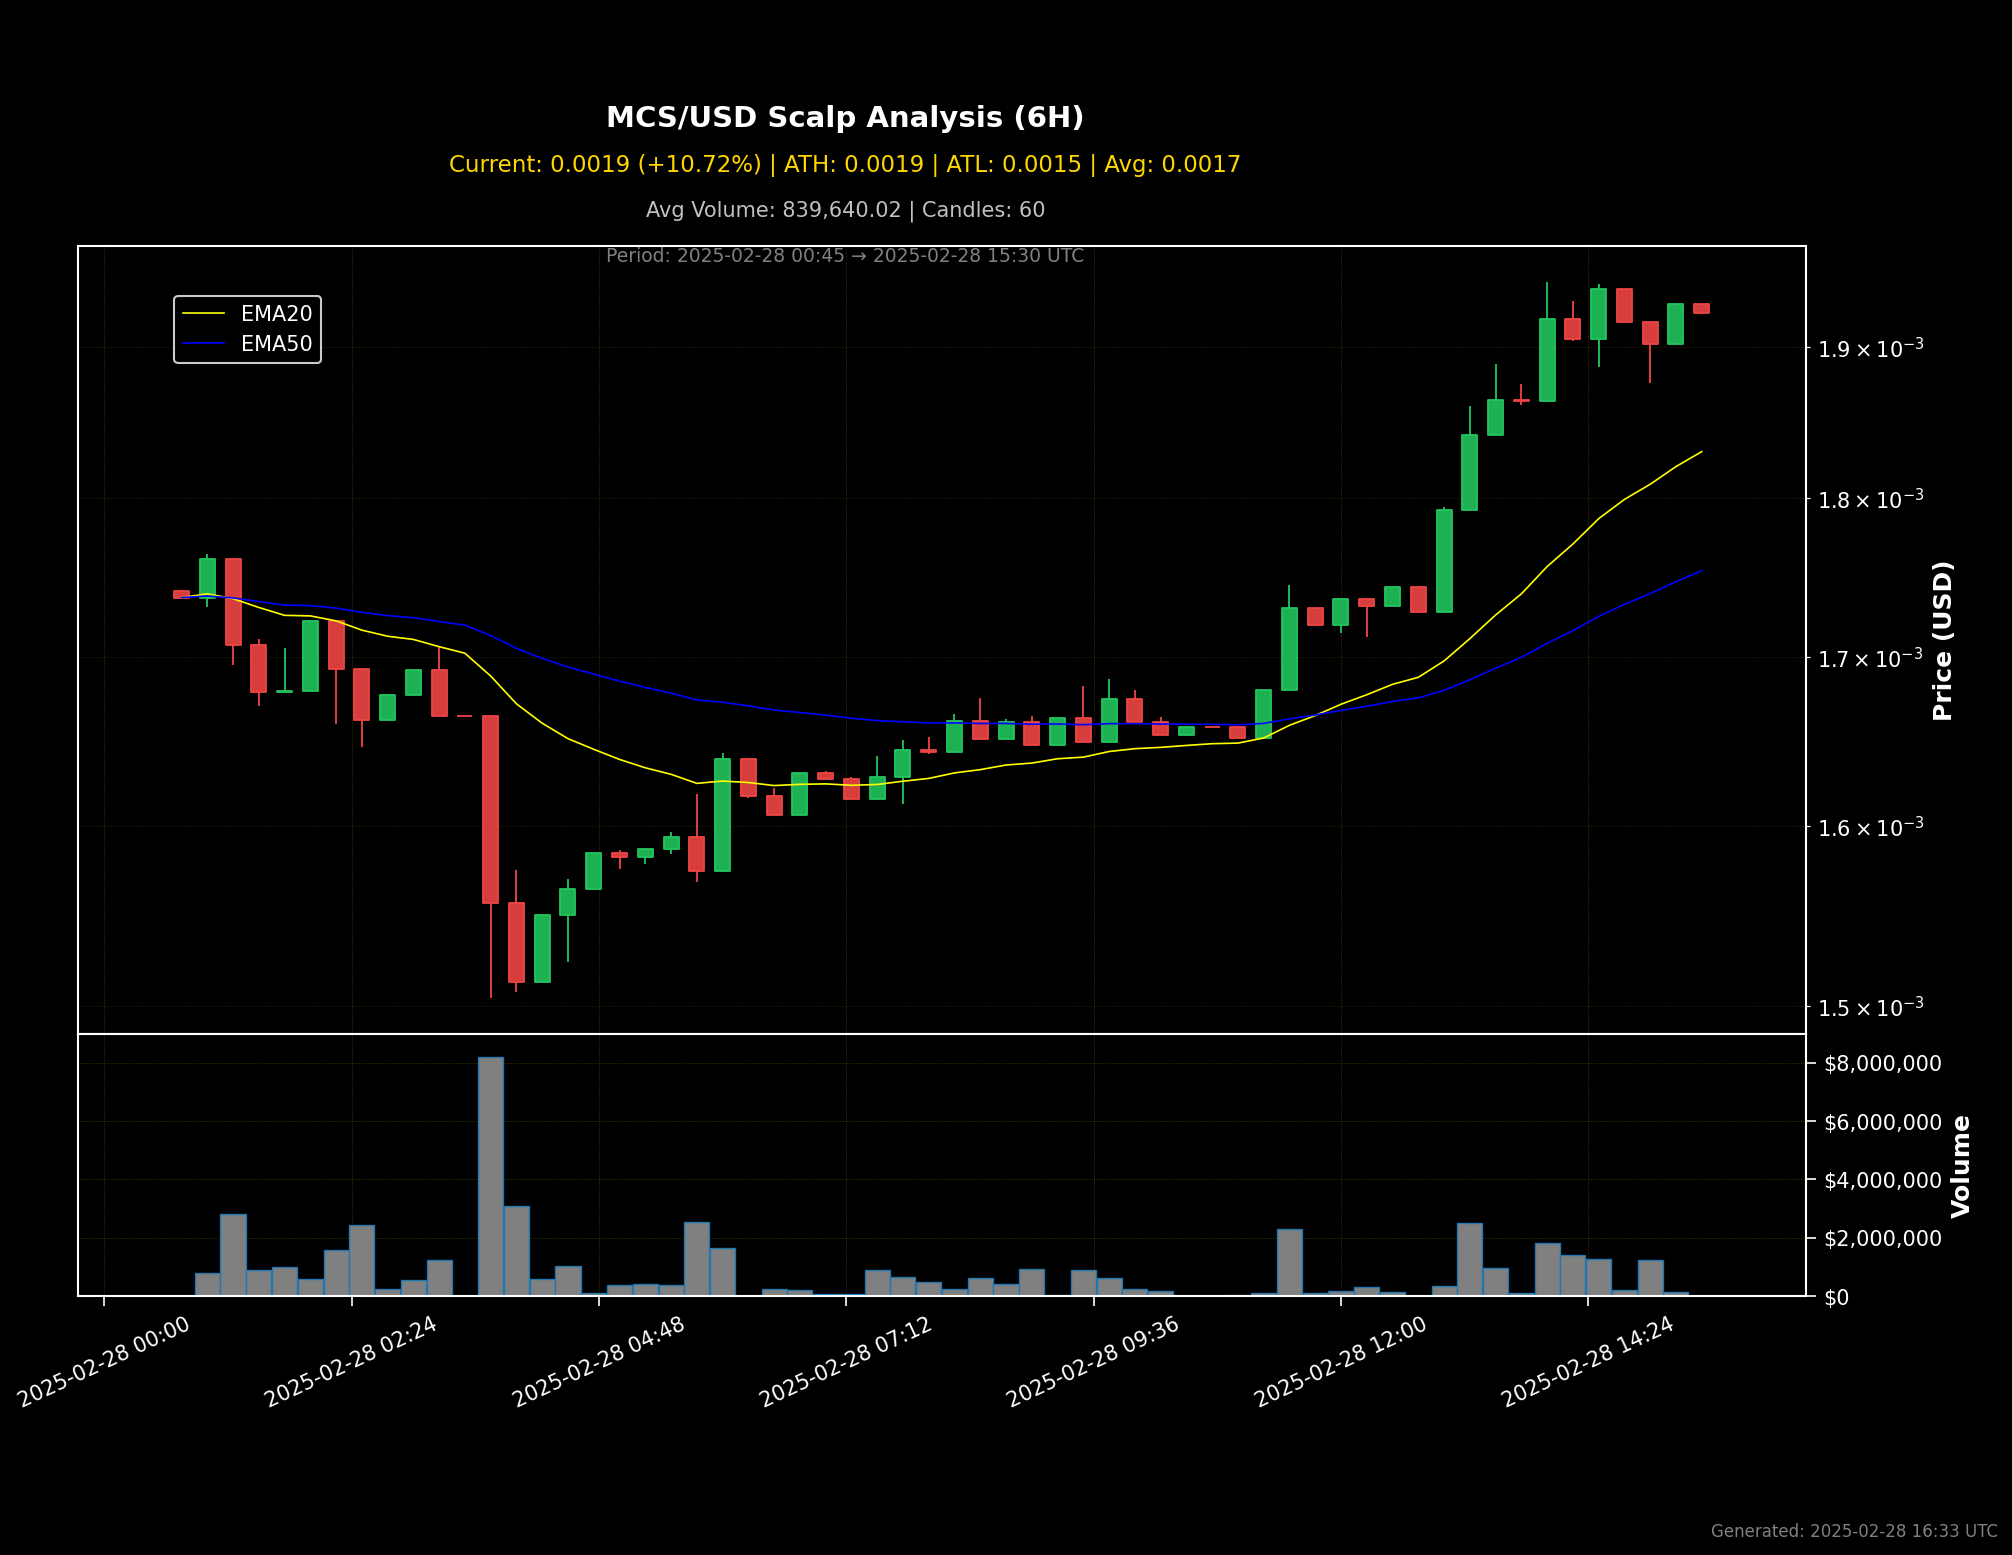 MCS/USD Scalp Analysis (6H)
Current: 0.0019 (+10.72%) | ATH: 0.0019 | ATL: 0.0015 | Avg: 0.0017
Avg Volume: 839,640.02 | Candles: 60
Period: 2025-02-28 00:45 → 2025-02-28 15:30 UTC
EMA20
EMA50
1.9 × 10⁻³
1.8 × 10⁻³
1.7 × 10⁻³
1.6 × 10⁻³
1.5 × 10⁻³
Price (USD)
$8,000,000
$6,000,000
$4,000,000
$2,000,000
$0
Volume
2025-02-28 00:00
2025-02-28 02:24
2025-02-28 04:48
2025-02-28 07:12
2025-02-28 09:36
2025-02-28 12:00
2025-02-28 14:24
Generated: 2025-02-28 16:33 UTC